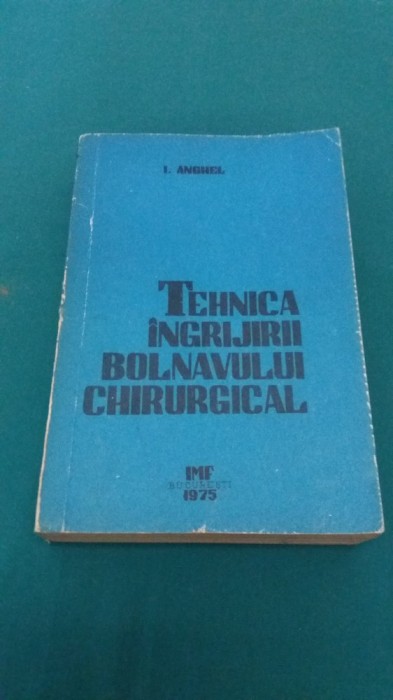 I. ANGHEL
TEHNICA
ÎNGRIJIRII
BOLNAVULUI
CHIRURGICAL
IMF
BUCUREȘTI
1975